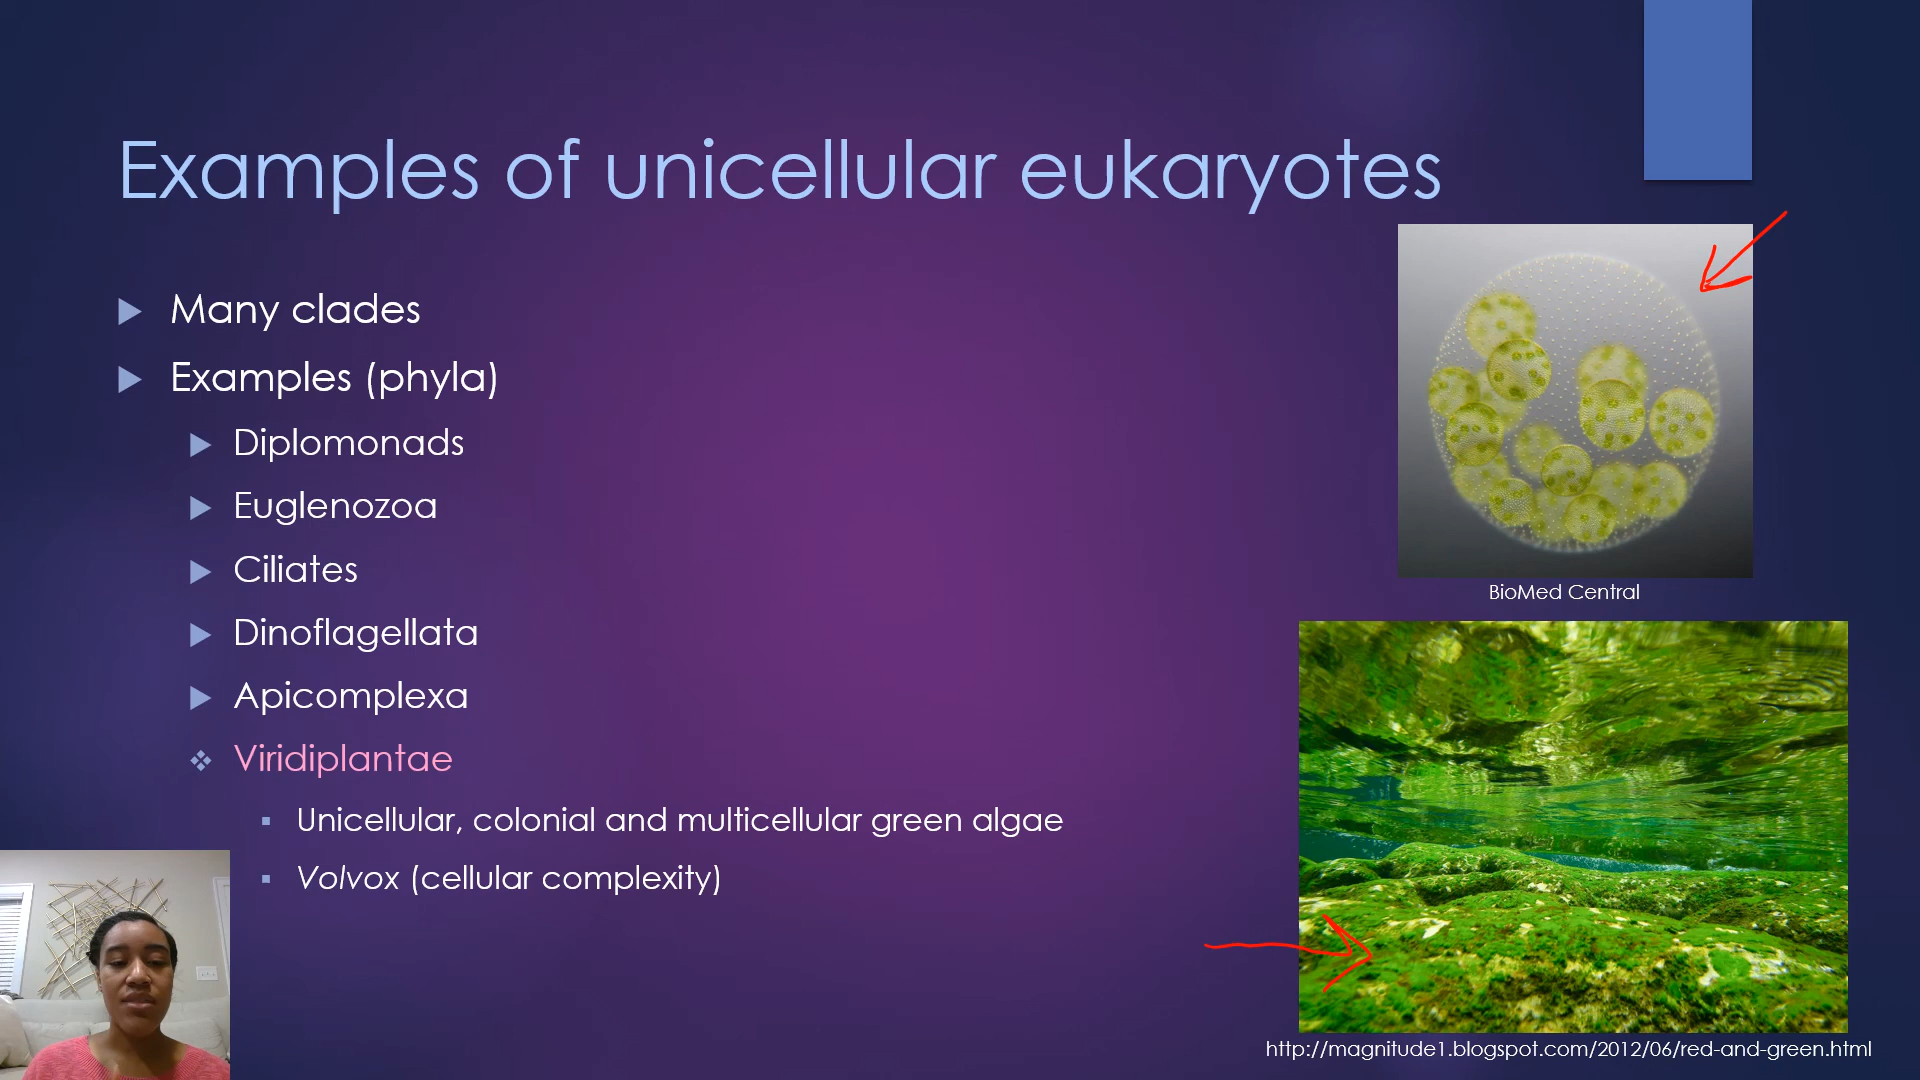 Examples of unicellular eukaryotes
Many clades
Examples (phyla)
Diplomonads
Euglenozoa
Ciliates
Dinoflagellata
Apicomplexa
Viridiplantae
Unicellular, colonial and multicellular green algae
Volvox (cellular complexity)
BioMed Central
http://magnitude1.blogspot.com/2012/06/red-and-green.html